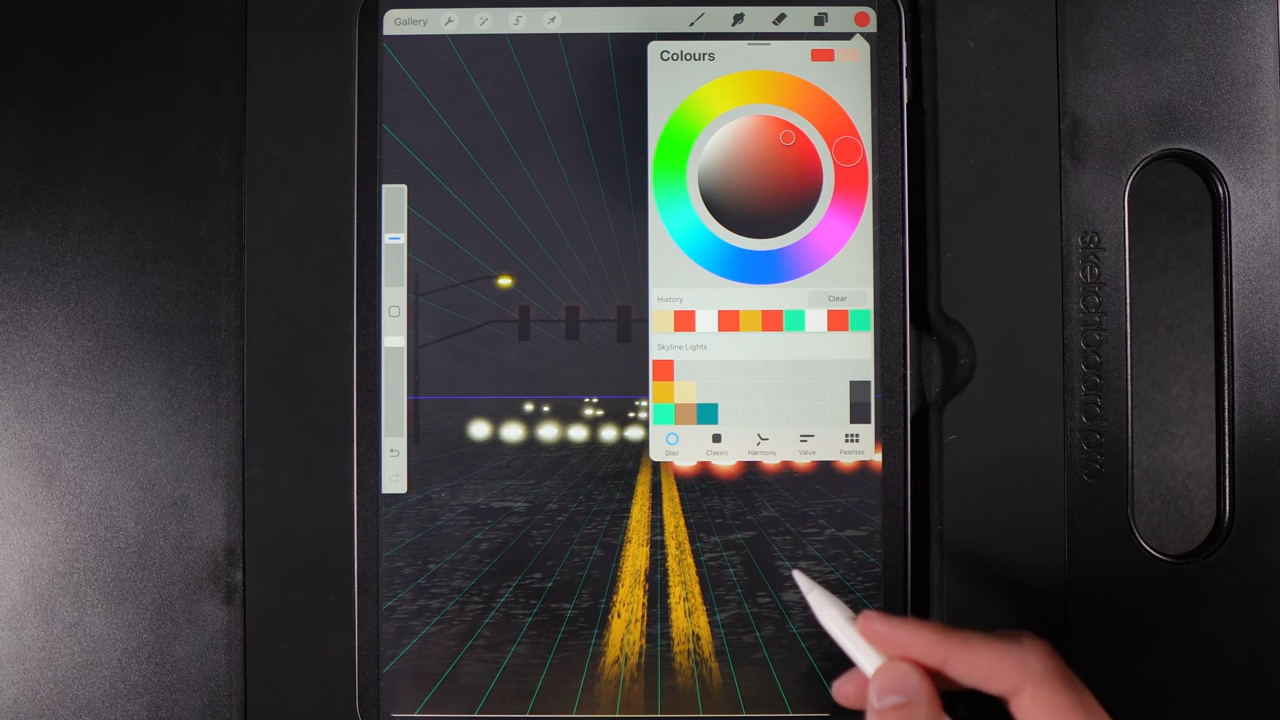 Gallery
Colours
History
Clear
Skyline Lights
Disc
Classic
Harmony
Value
Palettes
sketchboard pro